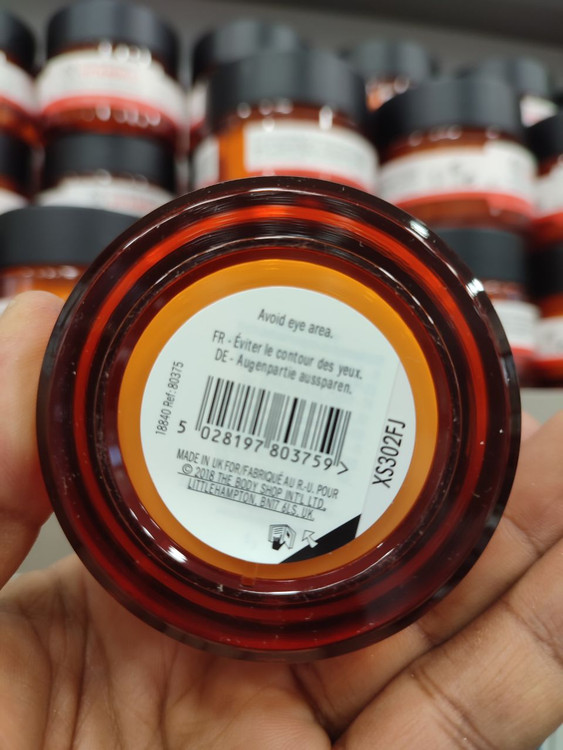 Avoid eye area.
FR - Éviter le contour des yeux.
DE - Augenpartie aussparen.
18840 Ref: 80375
5 028197 803759 >
XS302FJ
MADE IN UK FOR/FABRIQUÉ AU R.-U. POUR
© 2018 THE BODY SHOP INT'L LTD.
LITTLEHAMPTON, BN17 6LS, UK.